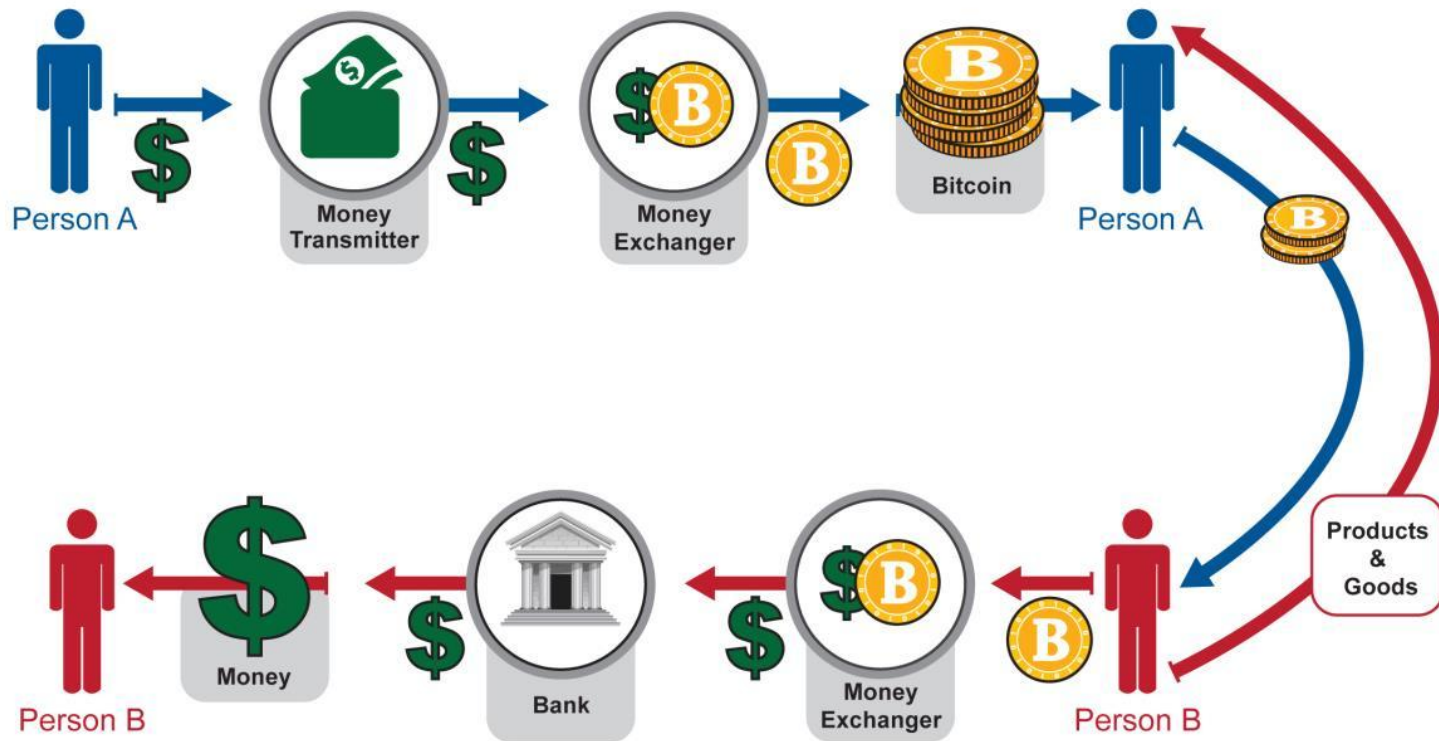 Person A
Money
Transmitter
Money
Exchanger
Bitcoin
Person A
Products
&
Goods
Person B
Money
Bank
Money
Exchanger
Person B